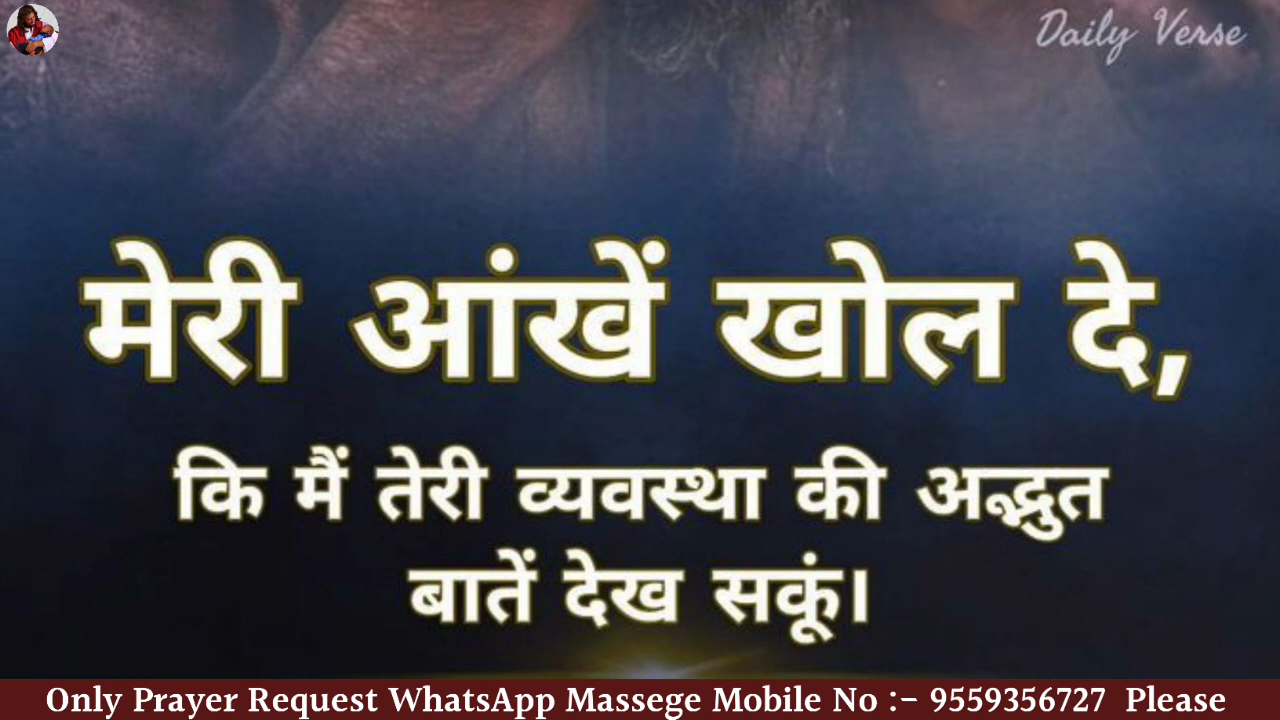 Daily Verse
मेरी आंखें खोल दे,
कि मैं तेरी व्यवस्था की अद्भुत
बातें देख सकूं।
Only Prayer Request WhatsApp Massege Mobile No :- 9559356727 Please